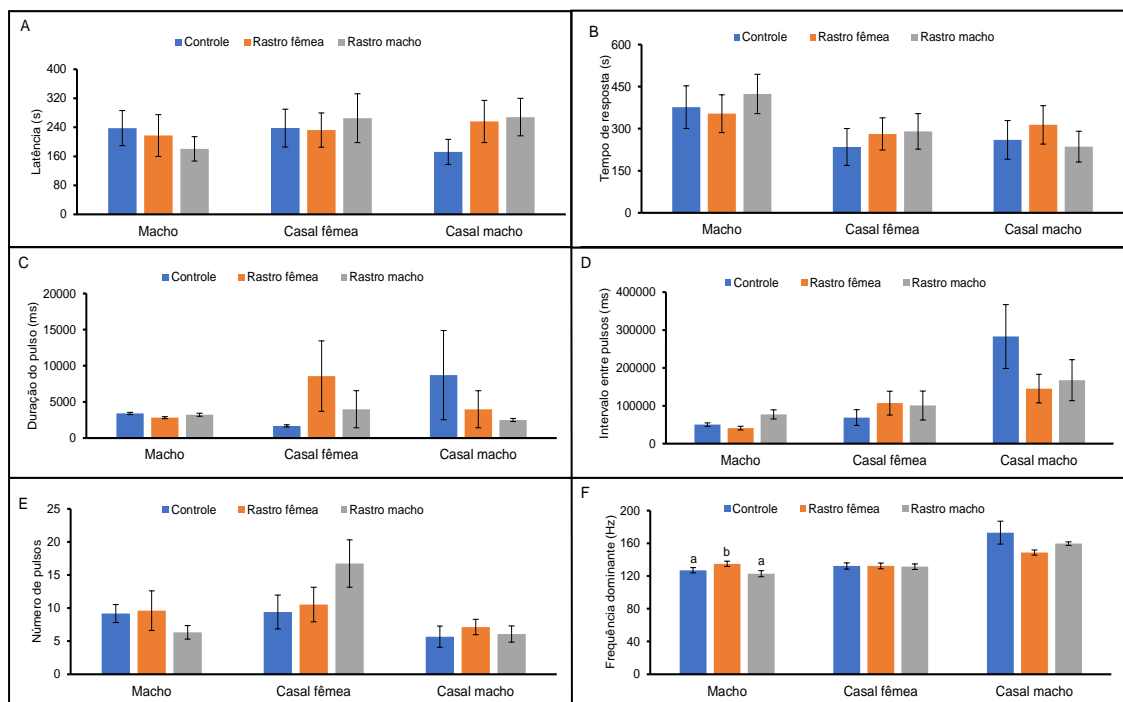 A
Controle Rastro fêmea Rastro macho
Latência (s)
320
240
160
80
0
Macho Casal fêmea Casal macho
B
Controle Rastro fêmea Rastro macho
Tempo de resposta (s)
600
450
300
150
0
Macho Casal fêmea Casal macho
C
Controle Rastro fêmea Rastro macho
Duração do pulso (ms)
20000
15000
10000
5000
0
Macho Casal fêmea Casal macho
D
Controle Rastro fêmea Rastro macho
Intervalo entre pulsos (ms)
400000
300000
200000
100000
0
Macho Casal fêmea Casal macho
E
Controle Rastro fêmea Rastro macho
Número de pulsos
25
20
15
10
5
0
Macho Casal fêmea Casal macho
F
Controle Rastro fêmea Rastro macho
Frequência dominante (Hz)
200
160
120
80
40
0
a b a
Macho Casal fêmea Casal macho